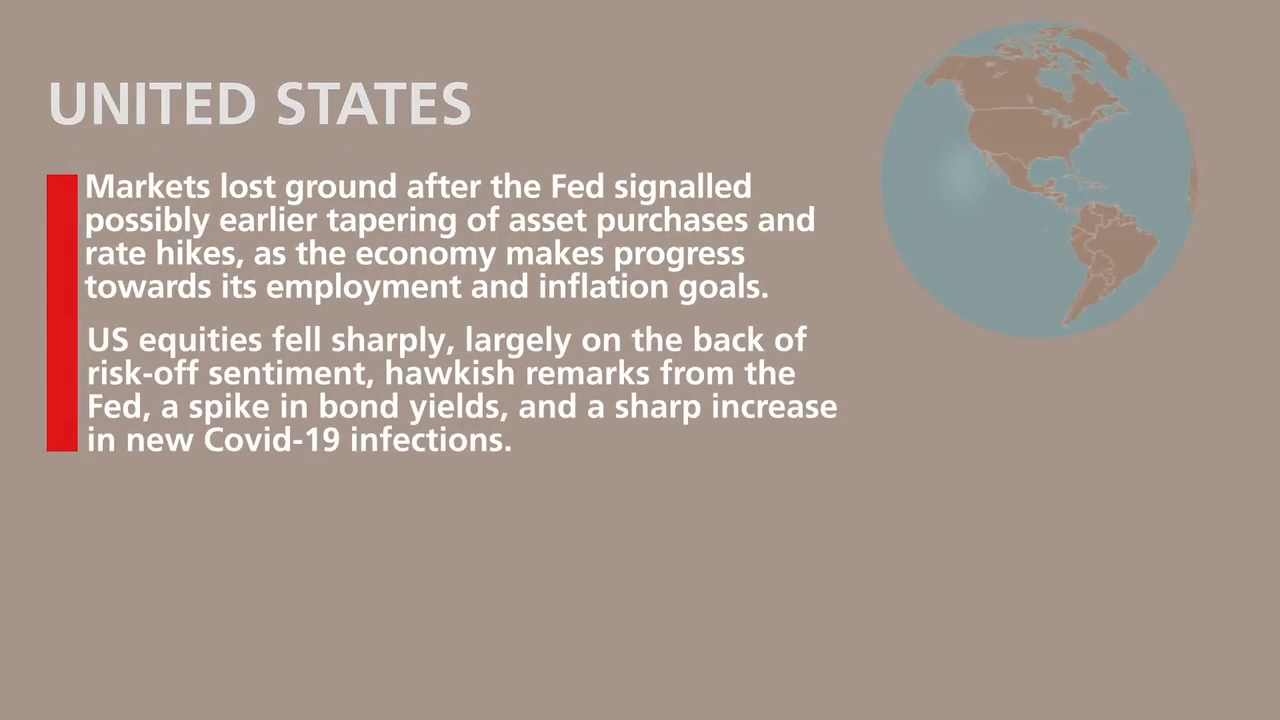 UNITED STATES
Markets lost ground after the Fed signalled
possibly earlier tapering of asset purchases and
rate hikes, as the economy makes progress
towards its employment and inflation goals.
US equities fell sharply, largely on the back of
risk-off sentiment, hawkish remarks from the
Fed, a spike in bond yields, and a sharp increase
in new Covid-19 infections.